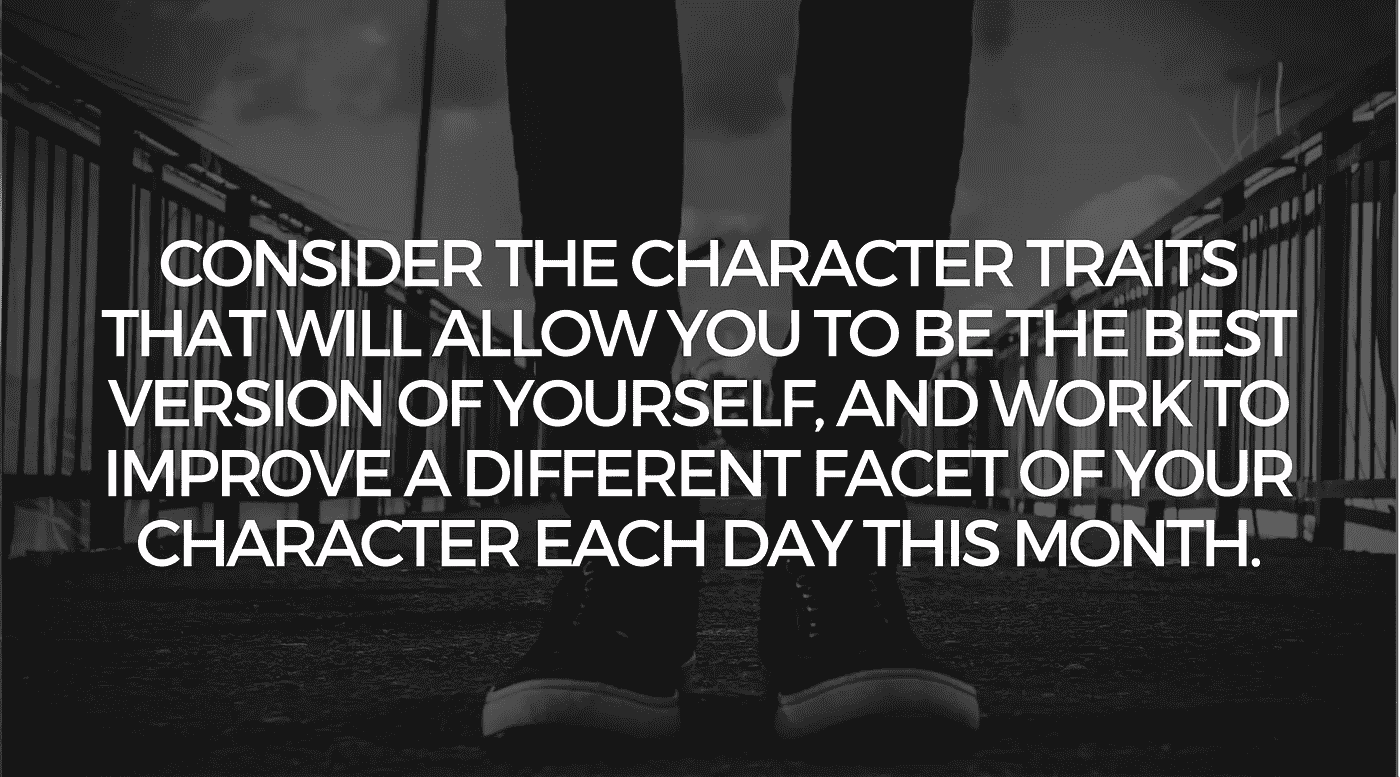 CONSIDER THE CHARACTER TRAITS
THAT WILL ALLOW YOU TO BE THE BEST
VERSION OF YOURSELF, AND WORK TO
IMPROVE A DIFFERENT FACET OF YOUR
CHARACTER EACH DAY THIS MONTH.